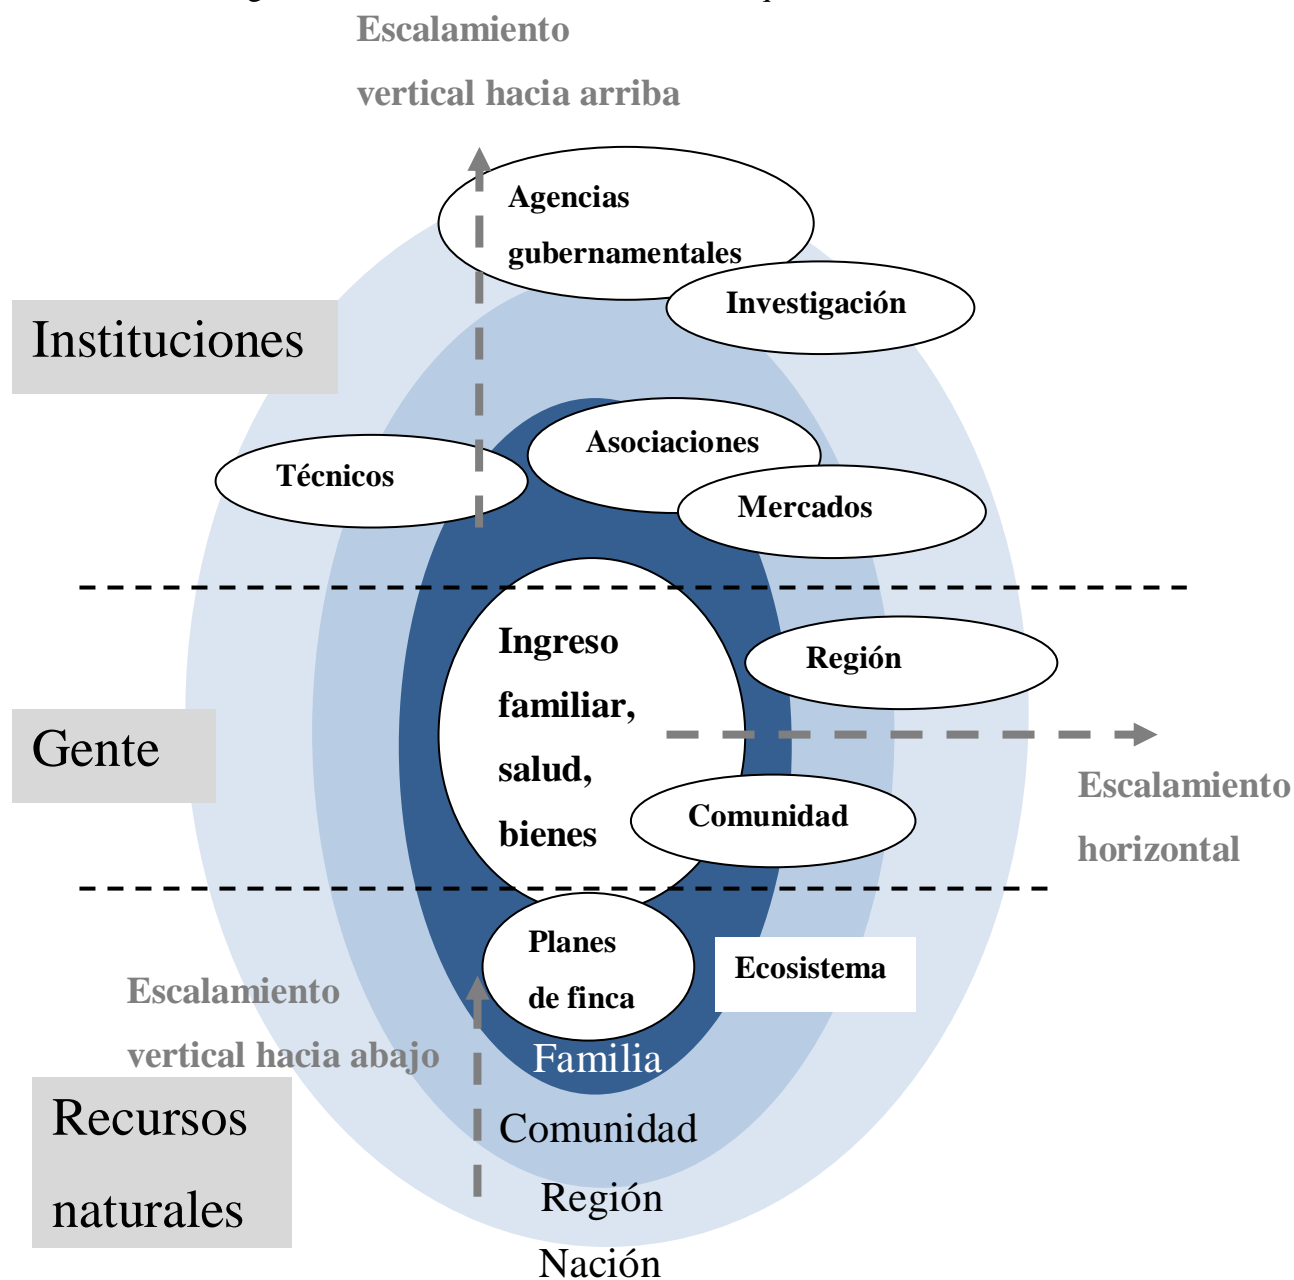 Escalamiento
vertical hacia arriba
Agencias
gubernamentales
Investigación
Instituciones
Asociaciones
Técnicos
Mercados
Ingreso
familiar,
salud,
bienes
Región
Gente
Escalamiento
horizontal
Comunidad
Planes
de finca
Ecosistema
Escalamiento
vertical hacia abajo
Familia
Recursos
naturales
Comunidad
Región
Nación